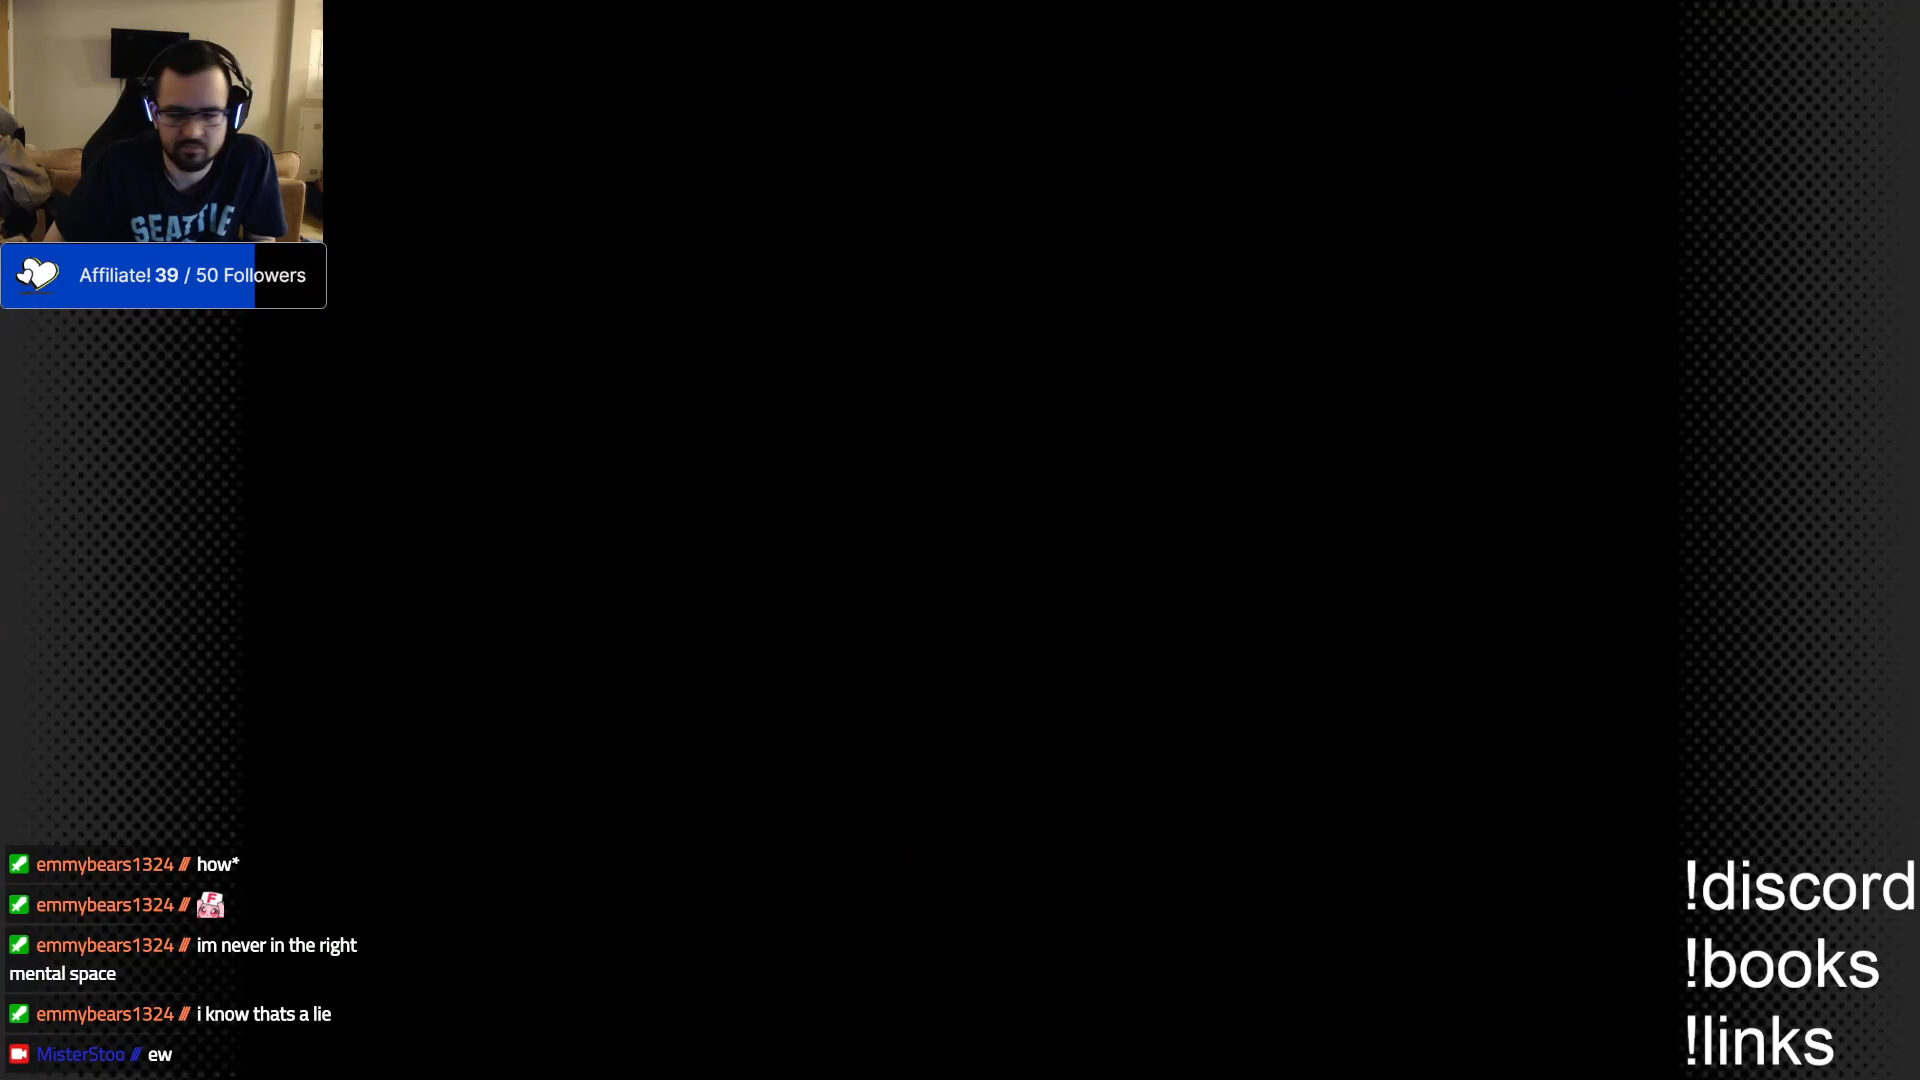 SEATTLE
Affiliate! 39 / 50 Followers
emmybears1324 /// how*
emmybears1324 /// F
emmybears1324 /// im never in the right
mental space
emmybears1324 /// i know thats a lie
MisterStoo /// ew
!discord
!books
!links